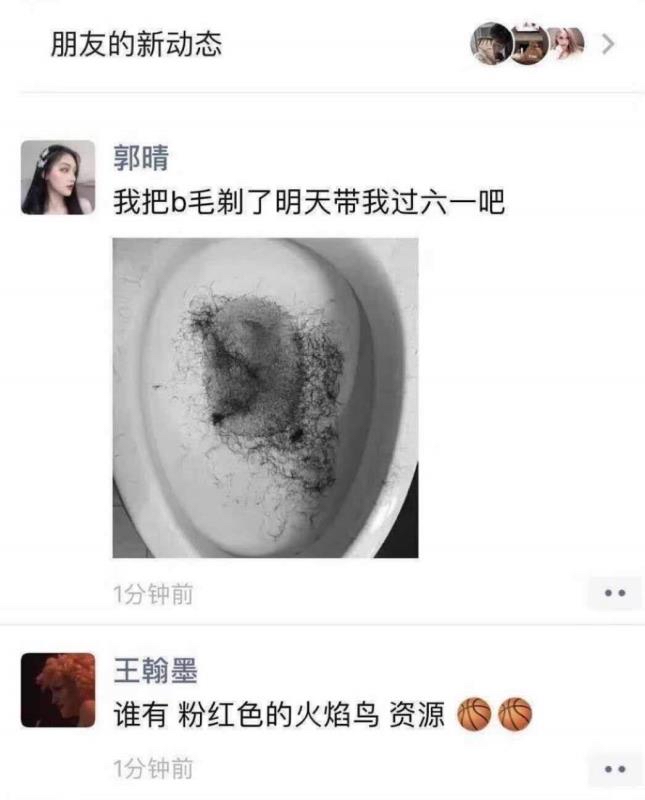 朋友的新动态
郭晴
我把b毛剃了明天带我过六一吧
1分钟前
王翰墨
谁有 粉红色的火焰鸟 资源 🏀🏀
1分钟前